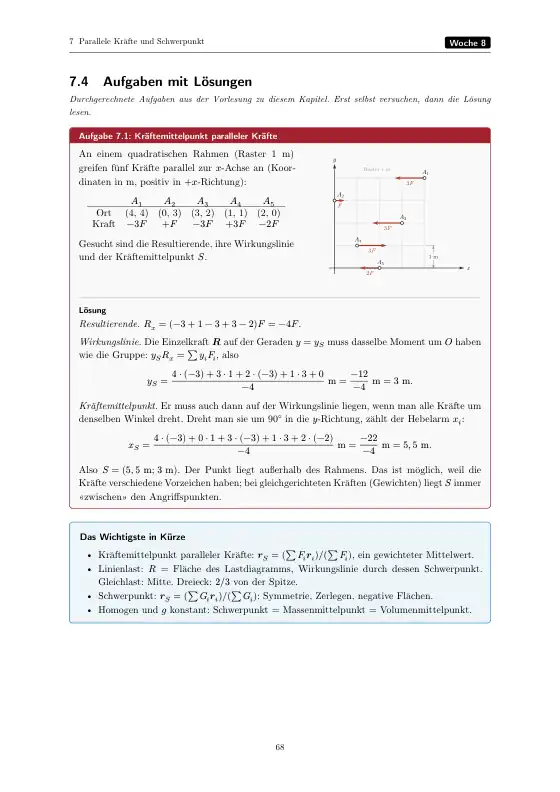 7 Parallele Kräfte und Schwerpunkt
Woche 8
7.4 Aufgaben mit Lösungen
Durchgerechnete Aufgaben aus der Vorlesung zu diesem Kapitel. Erst selbst versuchen, dann die Lösung
lesen.
Aufgabe 7.1: Kräftemittelpunkt paralleler Kräfte
An einem quadratischen Rahmen (Raster 1 m)
greifen fünf Kräfte parallel zur x-Achse an (Koor-
dinaten in m, positiv in +x-Richtung):
A₁ A₂ A₃ A₄ A₅
Ort (4, 4) (0, 3) (3, 2) (1, 1) (2, 0)
Kraft −3F +F −3F +3F −2F
Gesucht sind die Resultierende, ihre Wirkungslinie
und der Kräftemittelpunkt S.
y
Raster 1 m
A₁
3F
A₂
F
A₃
3F
A₄
3F
1 m
A₅
2F
x
Lösung
Resultierende. Rₓ = (−3 + 1 − 3 + 3 − 2)F = −4F.
Wirkungslinie. Die Einzelkraft R auf der Geraden y = y_S muss dasselbe Moment um O haben
wie die Gruppe: y_S Rₓ = ∑ yᵢFᵢ, also
y_S = (4 · (−3) + 3 · 1 + 2 · (−3) + 1 · 3 + 0)/(−4) m = (−12)/(−4) m = 3 m.
Kräftemittelpunkt. Er muss auch dann auf der Wirkungslinie liegen, wenn man alle Kräfte um
denselben Winkel dreht. Dreht man sie um 90° in die y-Richtung, zählt der Hebelarm xᵢ:
x_S = (4 · (−3) + 0 · 1 + 3 · (−3) + 1 · 3 + 2 · (−2))/(−4) m = (−22)/(−4) m = 5,5 m.
Also S = (5,5 m; 3 m). Der Punkt liegt außerhalb des Rahmens. Das ist möglich, weil die
Kräfte verschiedene Vorzeichen haben; bei gleichgerichteten Kräften (Gewichten) liegt S immer
«zwischen» den Angriffspunkten.
Das Wichtigste in Kürze
• Kräftemittelpunkt paralleler Kräfte: r_S = (∑ Fᵢrᵢ)/(∑ Fᵢ), ein gewichteter Mittelwert.
• Linienlast: R = Fläche des Lastdiagramms, Wirkungslinie durch dessen Schwerpunkt.
Gleichlast: Mitte. Dreieck: 2/3 von der Spitze.
• Schwerpunkt: r_S = (∑ Gᵢrᵢ)/(∑ Gᵢ); Symmetrie, Zerlegen, negative Flächen.
• Homogen und g konstant: Schwerpunkt = Massenmittelpunkt = Volumenmittelpunkt.
68